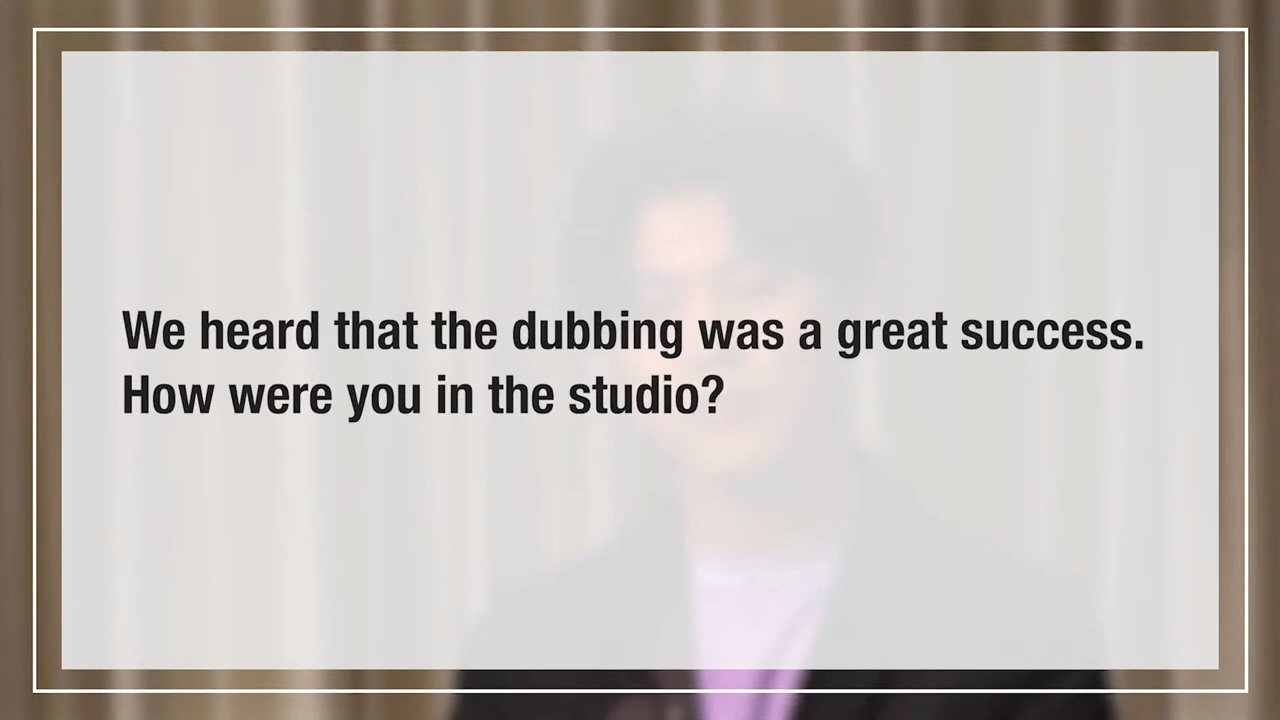 We heard that the dubbing was a great success.
How were you in the studio?